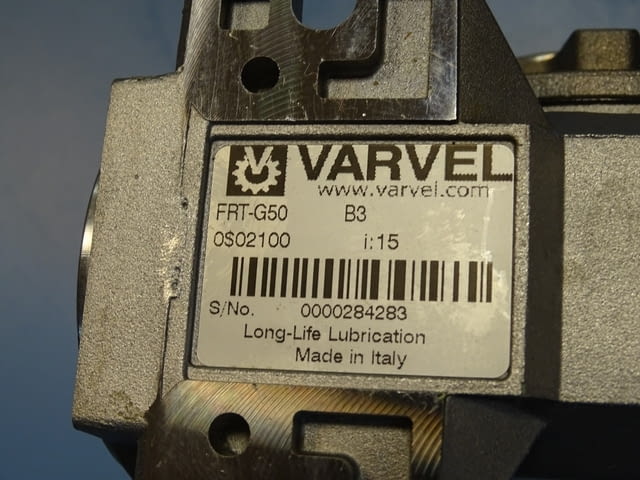 VARVEL
www.varvel.com
FRT-G50 B3
0S02100 i:15
S/No. 0000284283
Long-Life Lubrication
Made in Italy